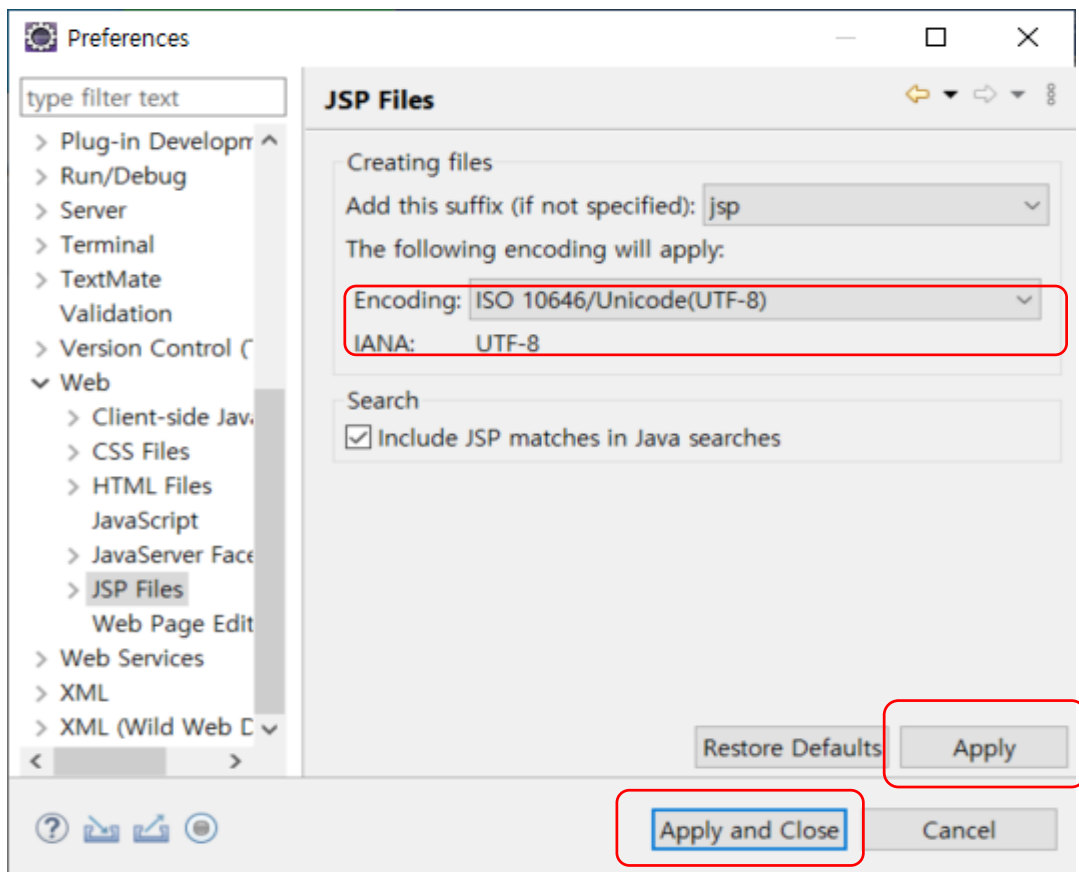 Preferences
type filter text
Plug-in Developm
Run/Debug
Server
Terminal
TextMate
Validation
Version Control (
Web
Client-side Java
CSS Files
HTML Files
JavaScript
JavaServer Face
JSP Files
Web Page Edit
Web Services
XML
XML (Wild Web D
JSP Files
Creating files
Add this suffix (if not specified): jsp
The following encoding will apply:
Encoding: ISO 10646/Unicode(UTF-8)
IANA: UTF-8
Search
Include JSP matches in Java searches
Restore Defaults Apply
Apply and Close Cancel